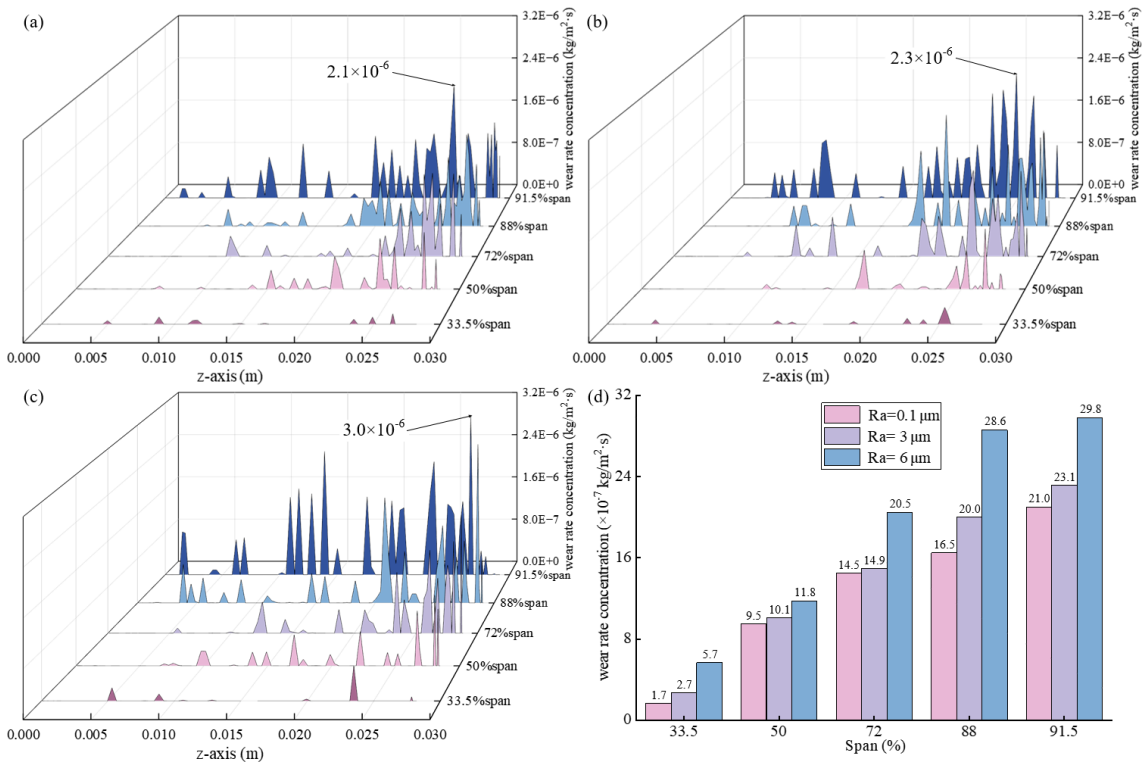 (a)
3.2E-6
2.4E-6
1.6E-6
8.0E-7
0.0E+0
wear rate concentration (kg/m²·s)
2.1×10⁻⁶
91.5%span
88%span
72%span
50%span
33.5%span
0.000 0.005 0.010 0.015 0.020 0.025 0.030
z-axis (m)
(b)
3.2E-6
2.4E-6
1.6E-6
8.0E-7
0.0E+0
wear rate concentration (kg/m²·s)
2.3×10⁻⁶
91.5%span
88%span
72%span
50%span
33.5%span
0.000 0.005 0.010 0.015 0.020 0.025 0.030
z-axis (m)
(c)
3.2E-6
2.4E-6
1.6E-6
8.0E-7
0.0E+0
wear rate concentration (kg/m²·s)
3.0×10⁻⁶
91.5%span
88%span
72%span
50%span
33.5%span
0.000 0.005 0.010 0.015 0.020 0.025 0.030
z-axis (m)
(d)
wear rate concentration (×10⁻⁷ kg/m²·s)
32
24
16
8
0
Ra=0.1 μm
Ra= 3 μm
Ra= 6 μm
1.7 2.7 5.7
9.5 10.1 11.8
14.5 14.9 20.5
16.5 20.0 28.6
21.0 23.1 29.8
33.5 50 72 88 91.5
Span (%)